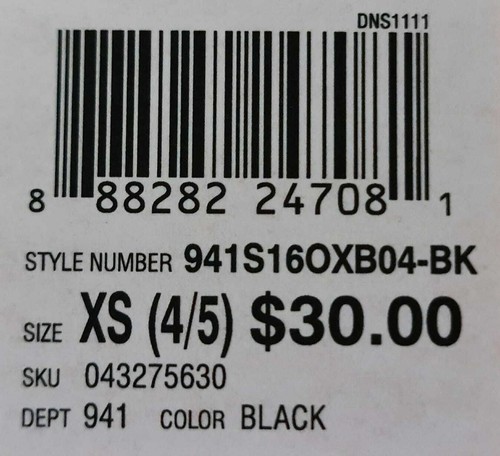 DNS1111
8 88282 24708 1
STYLE NUMBER 941S16OXB04-BK
SIZE XS (4/5) $30.00
SKU 043275630
DEPT 941 COLOR BLACK